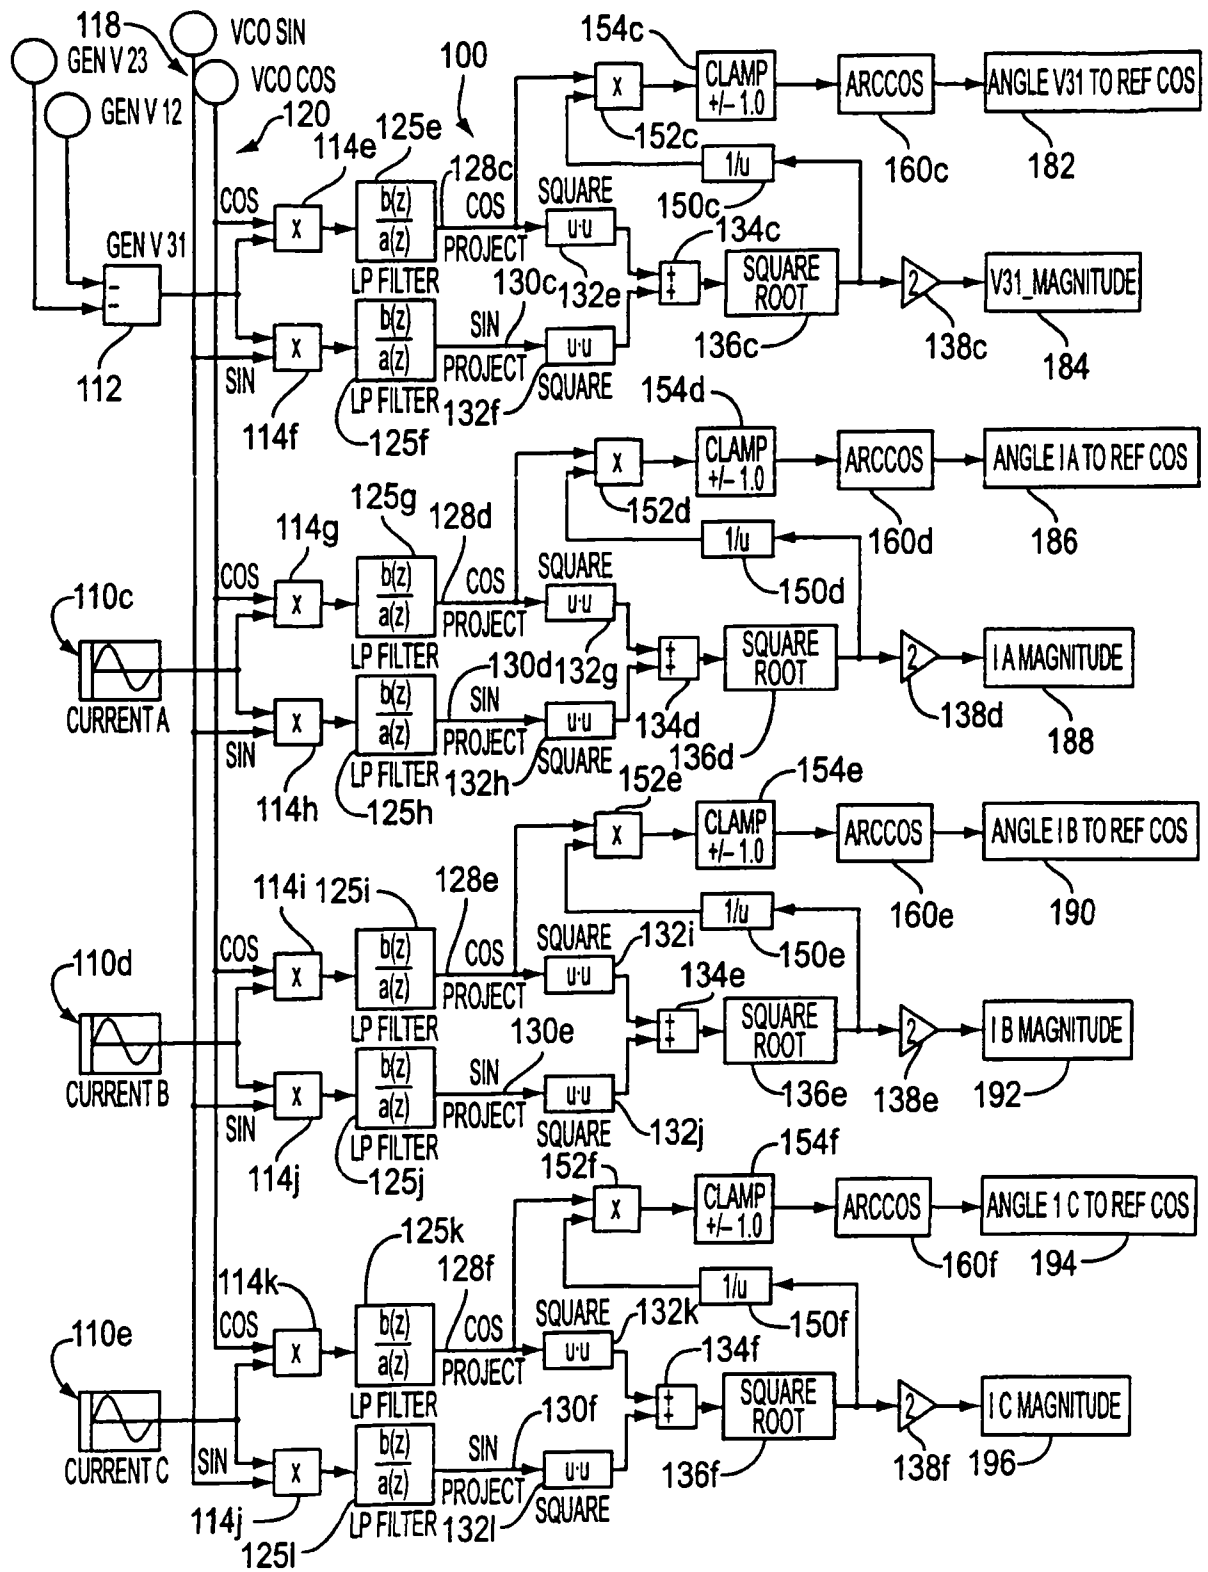 118
VCO SIN
GEN V 23
VCO COS
GEN V 12
120
100
154c
CLAMP
+/− 1.0
ARCCOS
ANGLE V31 TO REF COS
X
152c
160c
182
1/u
150c
114e
125e
128c
COS
X
b(z)
a(z)
LP FILTER
COS
PROJECT
SQUARE
u·u
132e
134c
+
+
SQUARE
ROOT
136c
2
138c
V31_MAGNITUDE
184
GEN V 31
−
−
112
SIN
X
114f
b(z)
a(z)
LP FILTER
125f
130c
SIN
PROJECT
u·u
SQUARE
132f
154d
CLAMP
+/− 1.0
ARCCOS
ANGLE I A TO REF COS
X
152d
160d
186
1/u
150d
114g
125g
128d
COS
X
b(z)
a(z)
LP FILTER
COS
PROJECT
SQUARE
u·u
132g
134d
+
+
SQUARE
ROOT
136d
2
138d
I A MAGNITUDE
188
110c
CURRENT A
SIN
X
114h
b(z)
a(z)
LP FILTER
125h
130d
SIN
PROJECT
u·u
SQUARE
132h
152e
154e
X
CLAMP
+/− 1.0
ARCCOS
ANGLE I B TO REF COS
160e
190
1/u
150e
114i
125i
128e
COS
X
b(z)
a(z)
LP FILTER
COS
PROJECT
SQUARE
u·u
132i
134e
+
+
SQUARE
ROOT
136e
2
138e
I B MAGNITUDE
192
110d
CURRENT B
SIN
X
114j
b(z)
a(z)
LP FILTER
125j
130e
SIN
PROJECT
u·u
SQUARE
132j
152f
154f
X
CLAMP
+/− 1.0
ARCCOS
ANGLE 1 C TO REF COS
160f
194
1/u
150f
114k
125k
128f
COS
X
b(z)
a(z)
LP FILTER
COS
PROJECT
SQUARE
u·u
132k
134f
+
+
SQUARE
ROOT
136f
2
138f
I C MAGNITUDE
196
110e
CURRENT C
SIN
X
114j
b(z)
a(z)
LP FILTER
125l
130f
SIN
PROJECT
u·u
SQUARE
132l